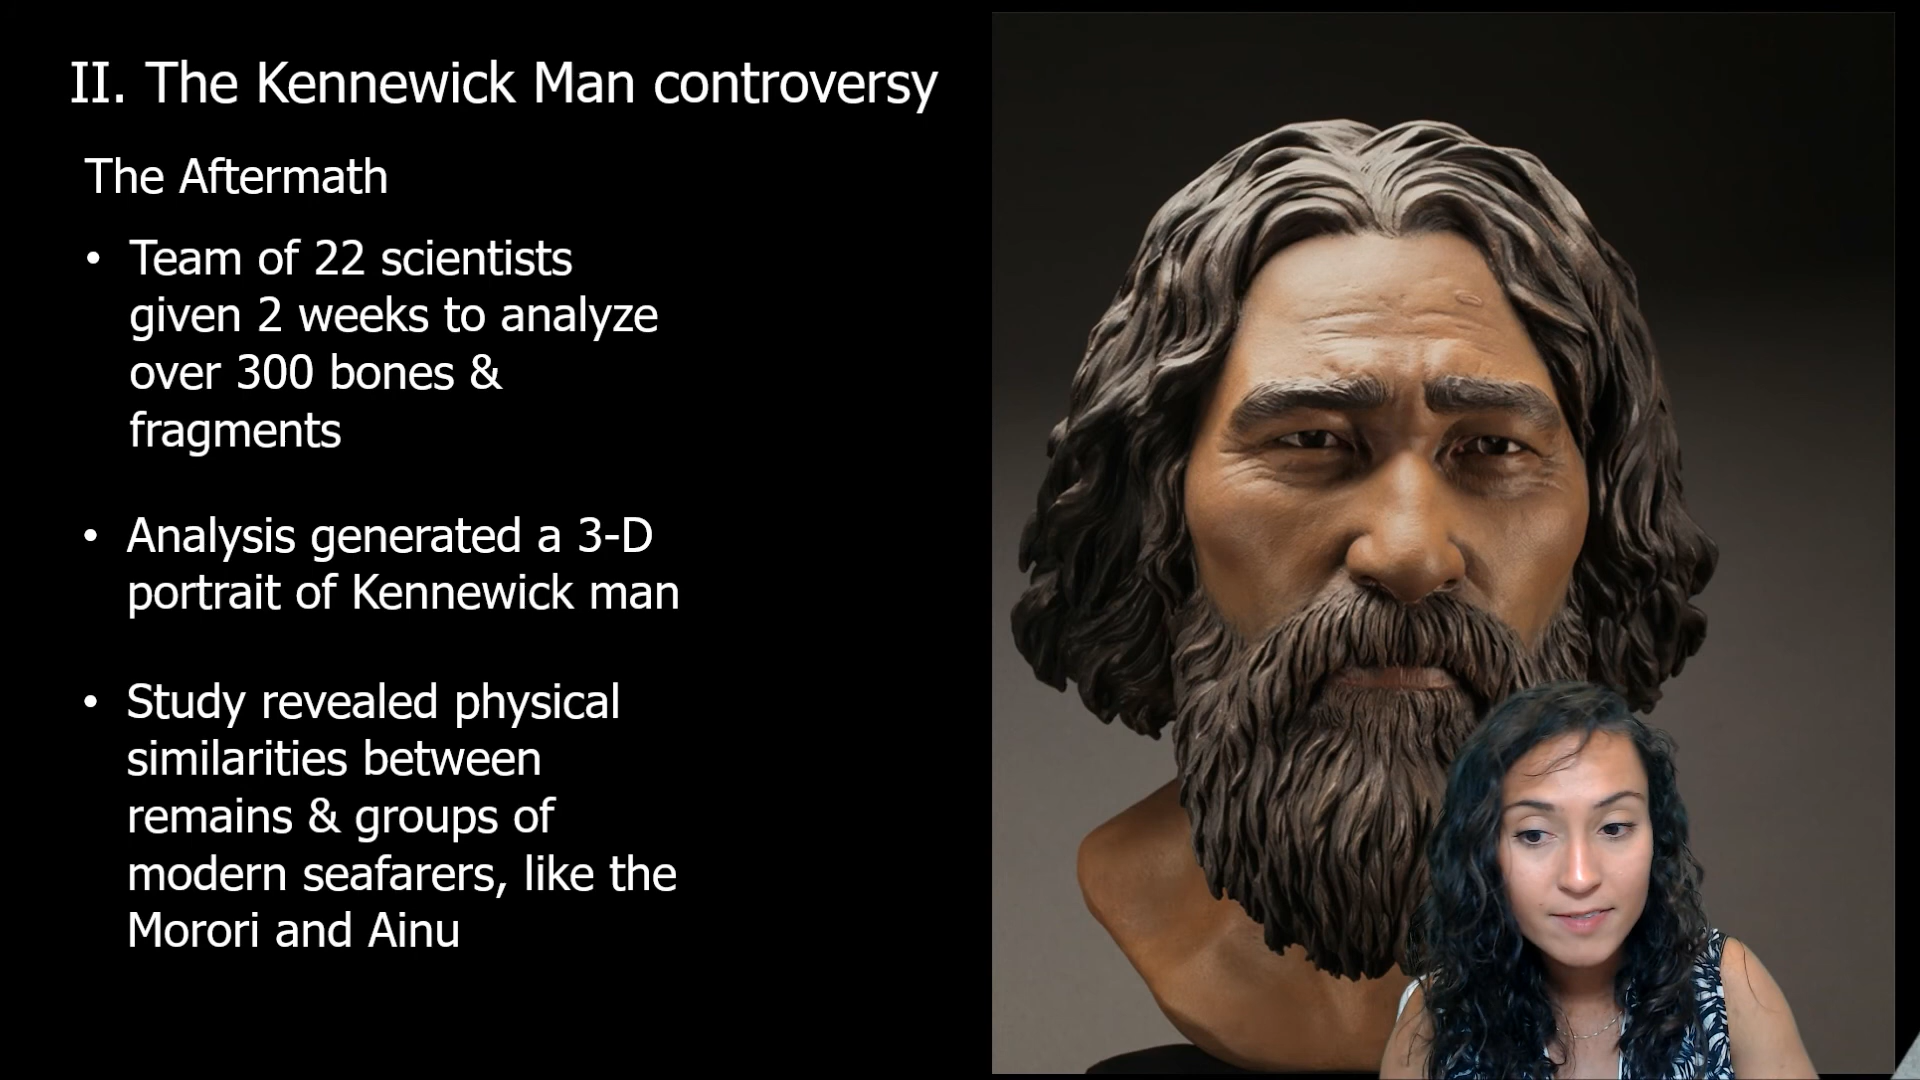 II. The Kennewick Man controversy
The Aftermath
• Team of 22 scientists
given 2 weeks to analyze
over 300 bones &
fragments
• Analysis generated a 3-D
portrait of Kennewick man
• Study revealed physical
similarities between
remains & groups of
modern seafarers, like the
Morori and Ainu